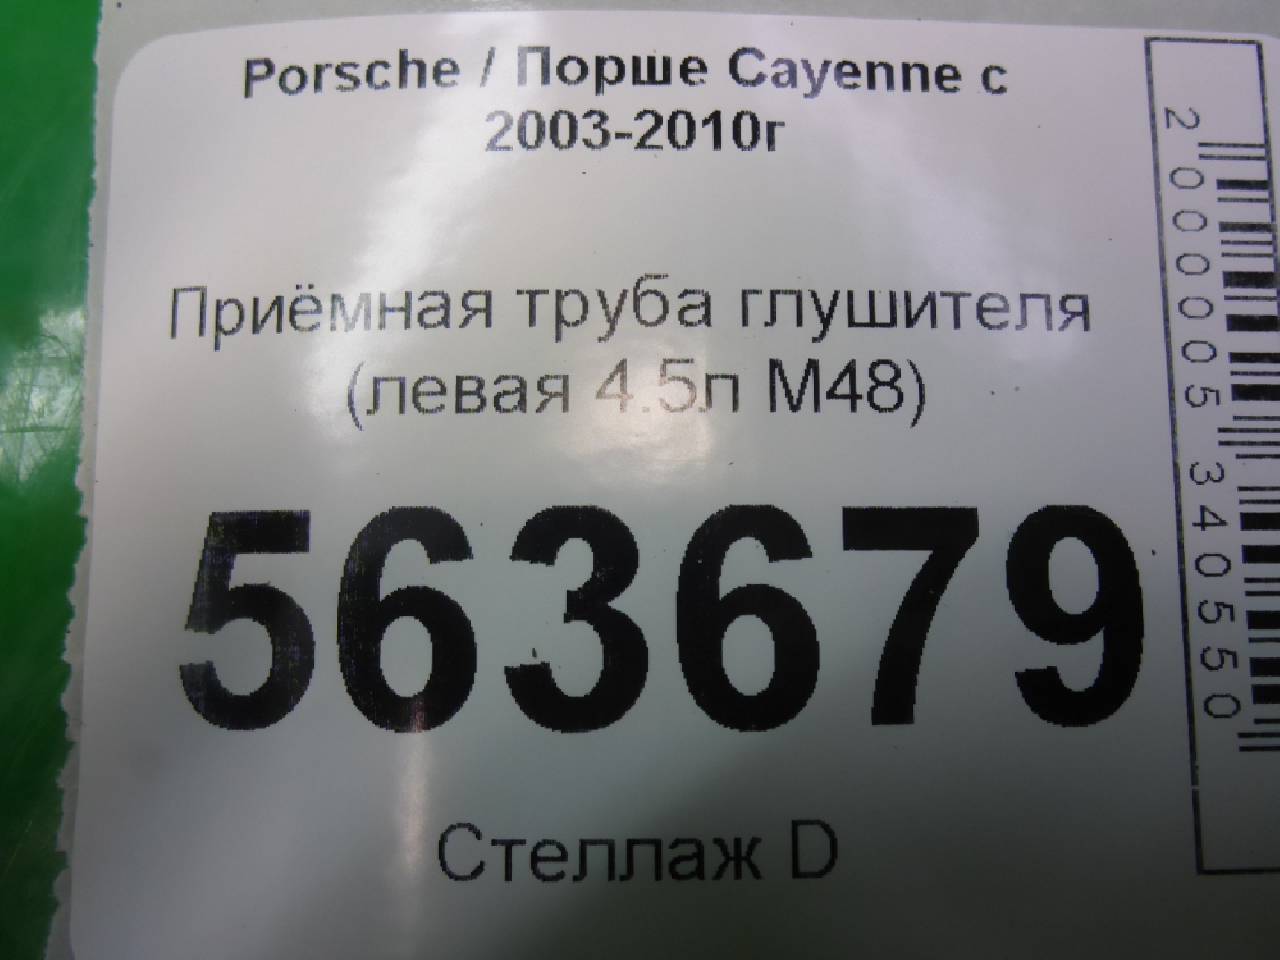 Porsche / Порше Cayenne с
2003-2010г
Приёмная труба глушителя
(левая 4.5л М48)
563679
Стеллаж D
2000005340550